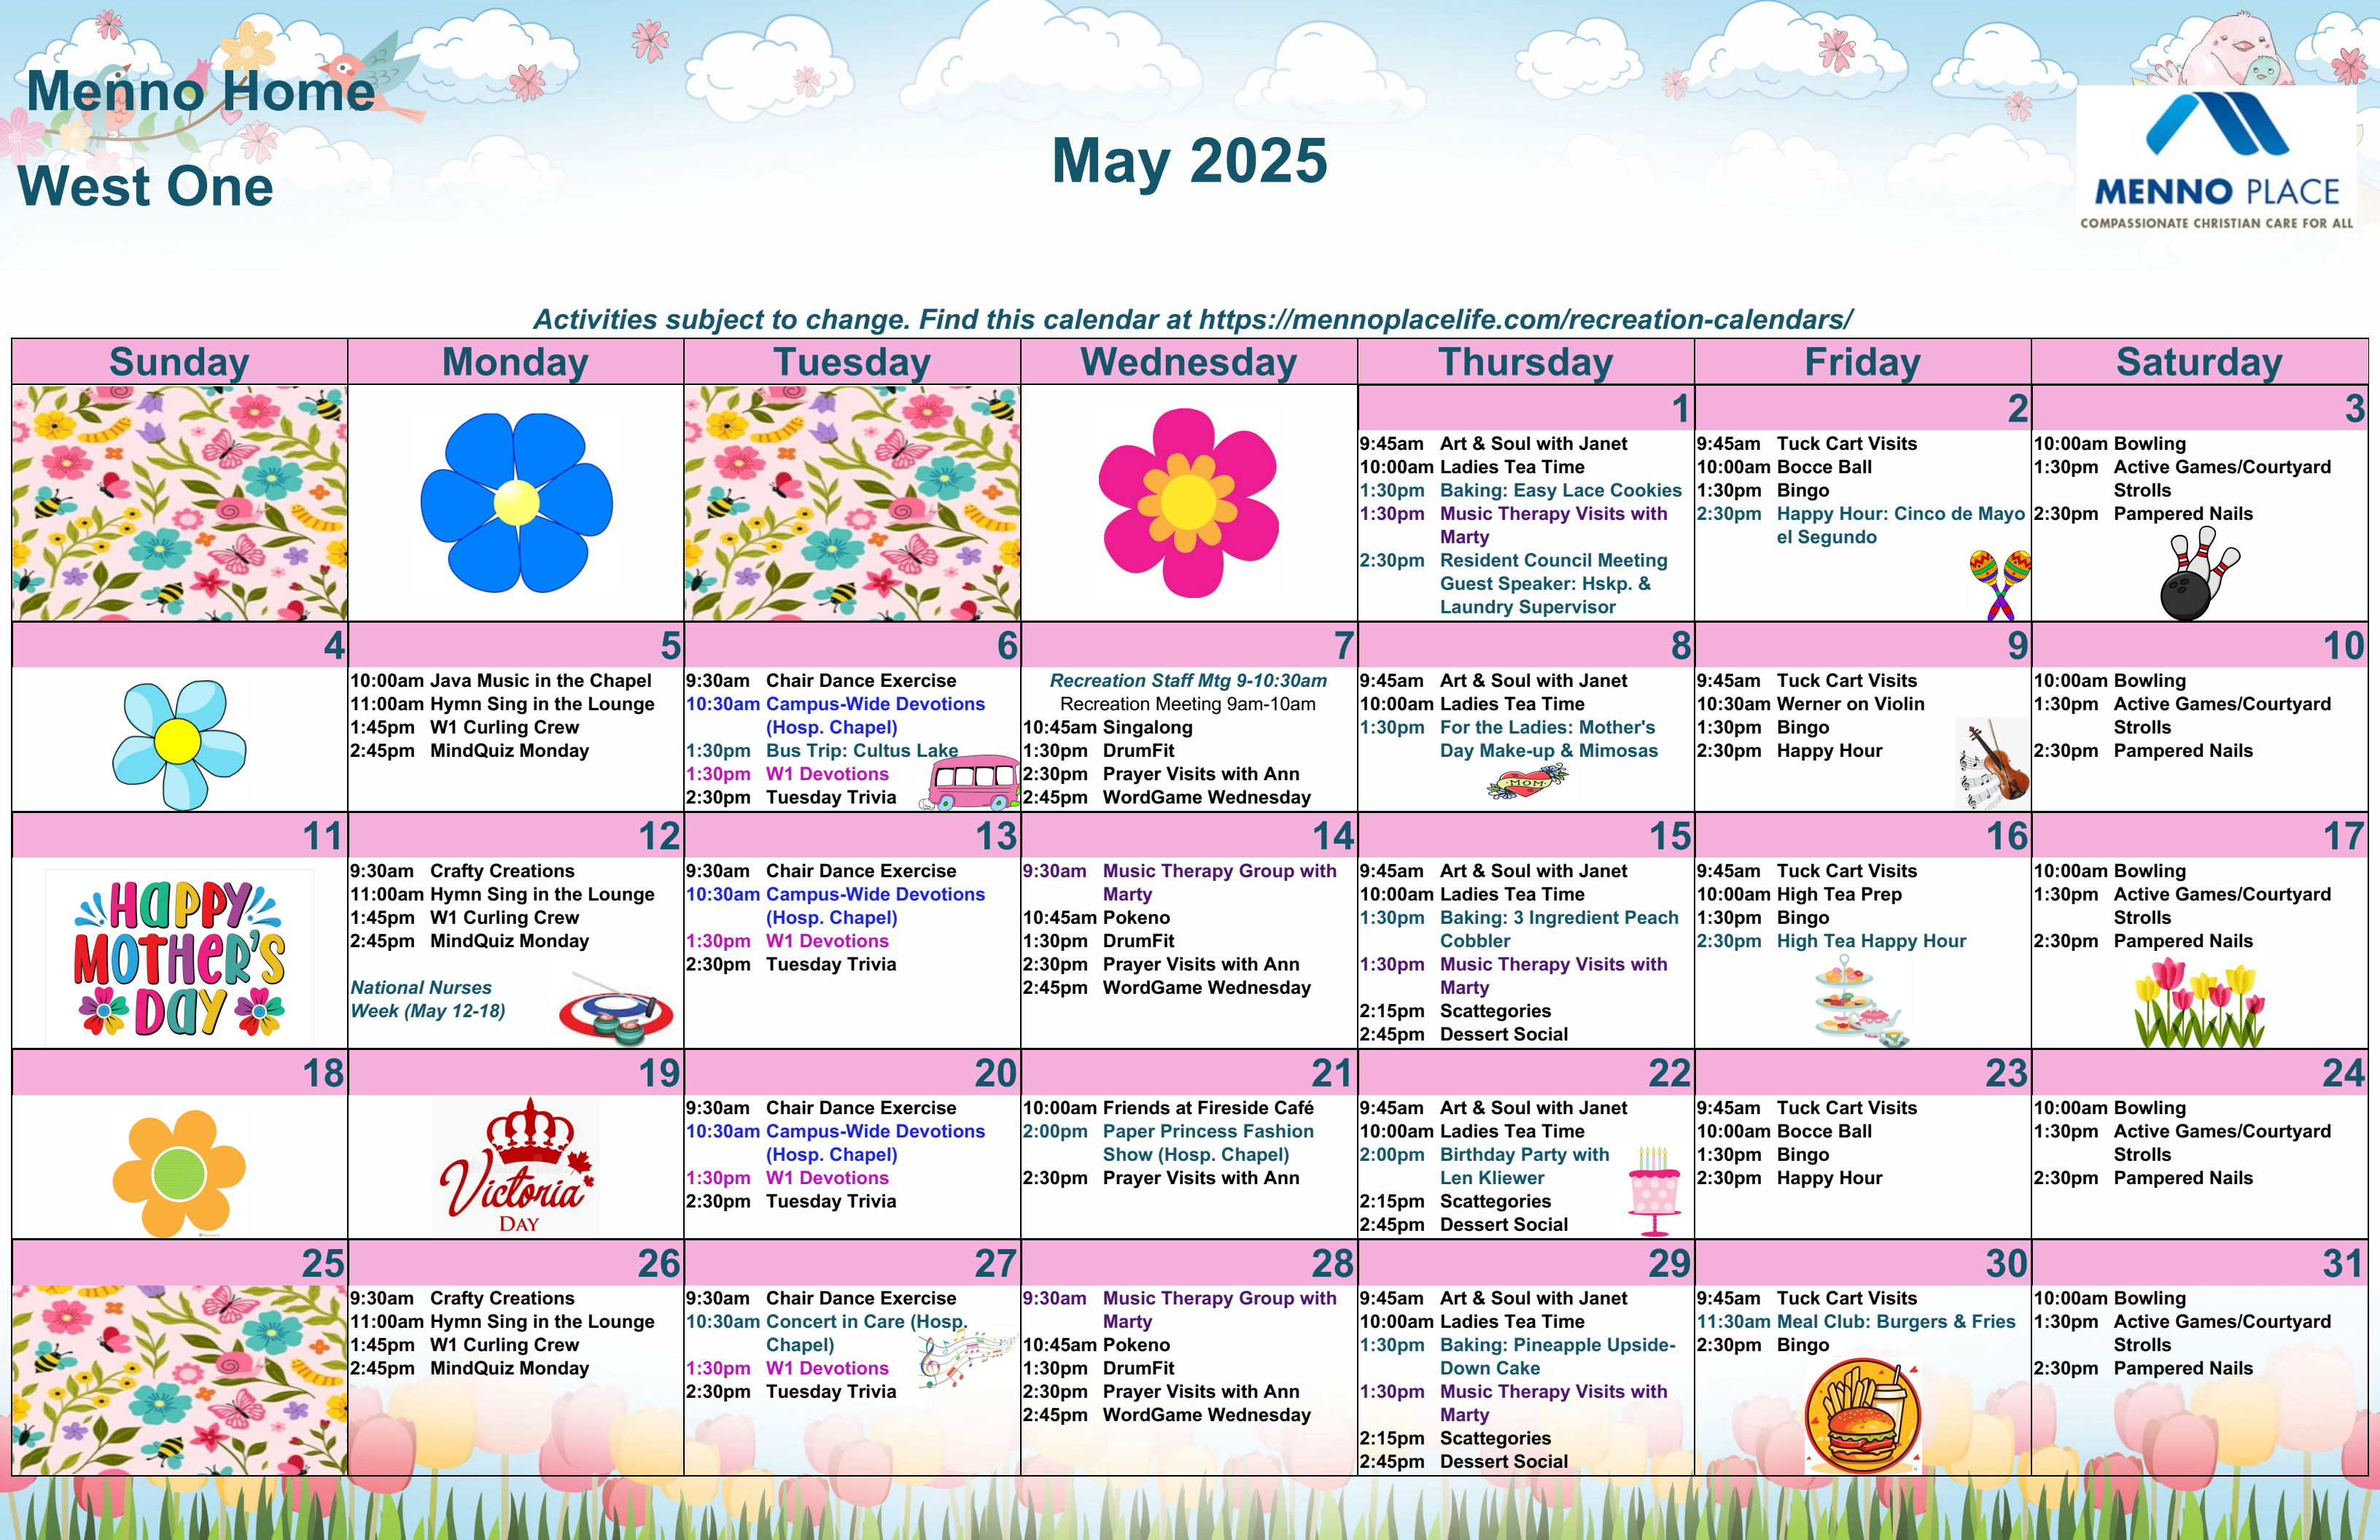 Menno Home
West One
May 2025
MENNO PLACE
COMPASSIONATE CHRISTIAN CARE FOR ALL
Activities subject to change. Find this calendar at https://mennoplacelife.com/recreation-calendars/
Sunday Monday Tuesday Wednesday Thursday Friday Saturday
1
9:45am Art & Soul with Janet
10:00am Ladies Tea Time
1:30pm Baking: Easy Lace Cookies
1:30pm Music Therapy Visits with
Marty
2:30pm Resident Council Meeting
Guest Speaker: Hskp. &
Laundry Supervisor
2
9:45am Tuck Cart Visits
10:00am Bocce Ball
1:30pm Bingo
2:30pm Happy Hour: Cinco de Mayo
el Segundo
3
10:00am Bowling
1:30pm Active Games/Courtyard
Strolls
2:30pm Pampered Nails
4
5
10:00am Java Music in the Chapel
11:00am Hymn Sing in the Lounge
1:45pm W1 Curling Crew
2:45pm MindQuiz Monday
6
9:30am Chair Dance Exercise
10:30am Campus-Wide Devotions
(Hosp. Chapel)
1:30pm Bus Trip: Cultus Lake
1:30pm W1 Devotions
2:30pm Tuesday Trivia
7
Recreation Staff Mtg 9-10:30am
Recreation Meeting 9am-10am
10:45am Singalong
1:30pm DrumFit
2:30pm Prayer Visits with Ann
2:45pm WordGame Wednesday
8
9:45am Art & Soul with Janet
10:00am Ladies Tea Time
1:30pm For the Ladies: Mother's
Day Make-up & Mimosas
MOM
9
9:45am Tuck Cart Visits
10:30am Werner on Violin
1:30pm Bingo
2:30pm Happy Hour
10
10:00am Bowling
1:30pm Active Games/Courtyard
Strolls
2:30pm Pampered Nails
11
HAPPY
MOTHER'S
DAY
12
9:30am Crafty Creations
11:00am Hymn Sing in the Lounge
1:45pm W1 Curling Crew
2:45pm MindQuiz Monday
National Nurses
Week (May 12-18)
13
9:30am Chair Dance Exercise
10:30am Campus-Wide Devotions
(Hosp. Chapel)
1:30pm W1 Devotions
2:30pm Tuesday Trivia
14
9:30am Music Therapy Group with
Marty
10:45am Pokeno
1:30pm DrumFit
2:30pm Prayer Visits with Ann
2:45pm WordGame Wednesday
15
9:45am Art & Soul with Janet
10:00am Ladies Tea Time
1:30pm Baking: 3 Ingredient Peach
Cobbler
1:30pm Music Therapy Visits with
Marty
2:15pm Scattegories
2:45pm Dessert Social
16
9:45am Tuck Cart Visits
10:00am High Tea Prep
1:30pm Bingo
2:30pm High Tea Happy Hour
17
10:00am Bowling
1:30pm Active Games/Courtyard
Strolls
2:30pm Pampered Nails
18
19
Victoria
DAY
20
9:30am Chair Dance Exercise
10:30am Campus-Wide Devotions
(Hosp. Chapel)
1:30pm W1 Devotions
2:30pm Tuesday Trivia
21
10:00am Friends at Fireside Café
2:00pm Paper Princess Fashion
Show (Hosp. Chapel)
2:30pm Prayer Visits with Ann
22
9:45am Art & Soul with Janet
10:00am Ladies Tea Time
2:00pm Birthday Party with
Len Kliewer
2:15pm Scattegories
2:45pm Dessert Social
23
9:45am Tuck Cart Visits
10:00am Bocce Ball
1:30pm Bingo
2:30pm Happy Hour
24
10:00am Bowling
1:30pm Active Games/Courtyard
Strolls
2:30pm Pampered Nails
25
26
9:30am Crafty Creations
11:00am Hymn Sing in the Lounge
1:45pm W1 Curling Crew
2:45pm MindQuiz Monday
27
9:30am Chair Dance Exercise
10:30am Concert in Care (Hosp.
Chapel)
1:30pm W1 Devotions
2:30pm Tuesday Trivia
28
9:30am Music Therapy Group with
Marty
10:45am Pokeno
1:30pm DrumFit
2:30pm Prayer Visits with Ann
2:45pm WordGame Wednesday
29
9:45am Art & Soul with Janet
10:00am Ladies Tea Time
1:30pm Baking: Pineapple Upside-
Down Cake
1:30pm Music Therapy Visits with
Marty
2:15pm Scattegories
2:45pm Dessert Social
30
9:45am Tuck Cart Visits
11:30am Meal Club: Burgers & Fries
2:30pm Bingo
31
10:00am Bowling
1:30pm Active Games/Courtyard
Strolls
2:30pm Pampered Nails